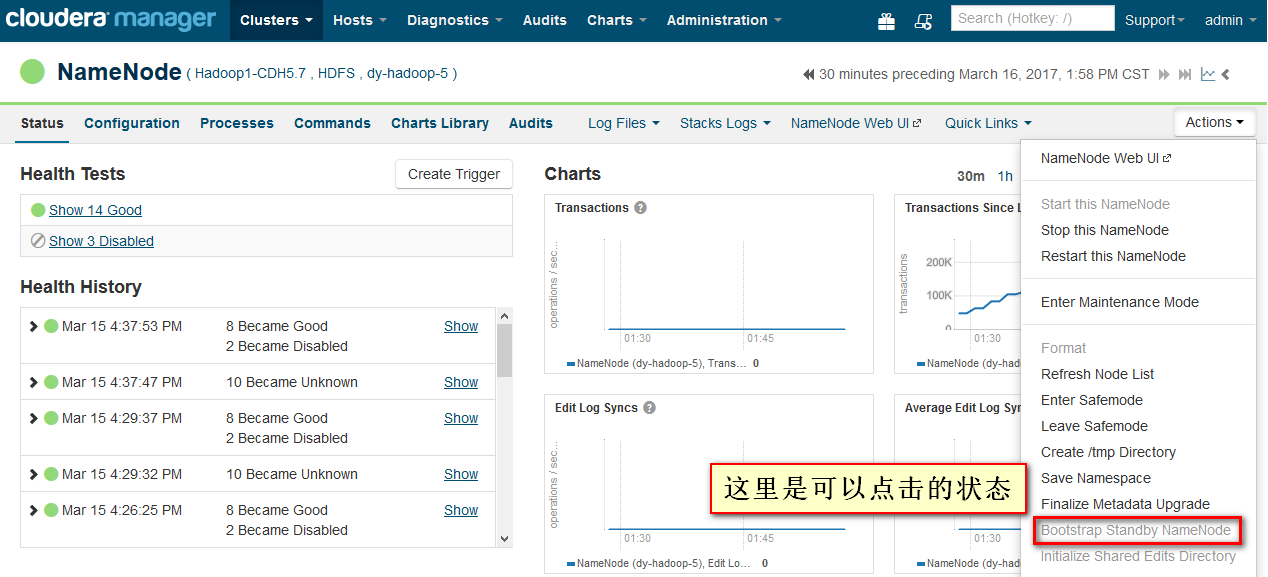 cloudera manager Clusters Hosts Diagnostics Audits Charts Administration Search (Hotkey: /) Support admin
NameNode ( Hadoop1-CDH5.7 , HDFS , dy-hadoop-5 ) 30 minutes preceding March 16, 2017, 1:58 PM CST
Status Configuration Processes Commands Charts Library Audits Log Files Stacks Logs NameNode Web UI Quick Links Actions
Health Tests
Create Trigger
Show 14 Good
Show 3 Disabled
Health History
Mar 15 4:37:53 PM 8 Became Good Show
2 Became Disabled
Mar 15 4:37:47 PM 10 Became Unknown Show
Mar 15 4:29:37 PM 8 Became Good Show
2 Became Disabled
Mar 15 4:29:32 PM 10 Became Unknown Show
Mar 15 4:26:25 PM 8 Became Good Show
2 Became Disabled
Charts
30m 1h
Transactions
operations / sec...
01:30 01:45
NameNode (dy-hadoop-5), Trans... 0
Transactions Since
transactions
200K
100K
0
01:30
NameNode (dy-had
Edit Log Syncs
operations / sec...
01:30 01:45
NameNode (dy-hadoop-5), Edit Lo... 0
Average Edit Log Syn
01:30
NameNode (dy-had
这里是可以点击的状态
NameNode Web UI
Start this NameNode
Stop this NameNode
Restart this NameNode
Enter Maintenance Mode
Format
Refresh Node List
Enter Safemode
Leave Safemode
Create /tmp Directory
Save Namespace
Finalize Metadata Upgrade
Bootstrap Standby NameNode
Initialize Shared Edits Directory